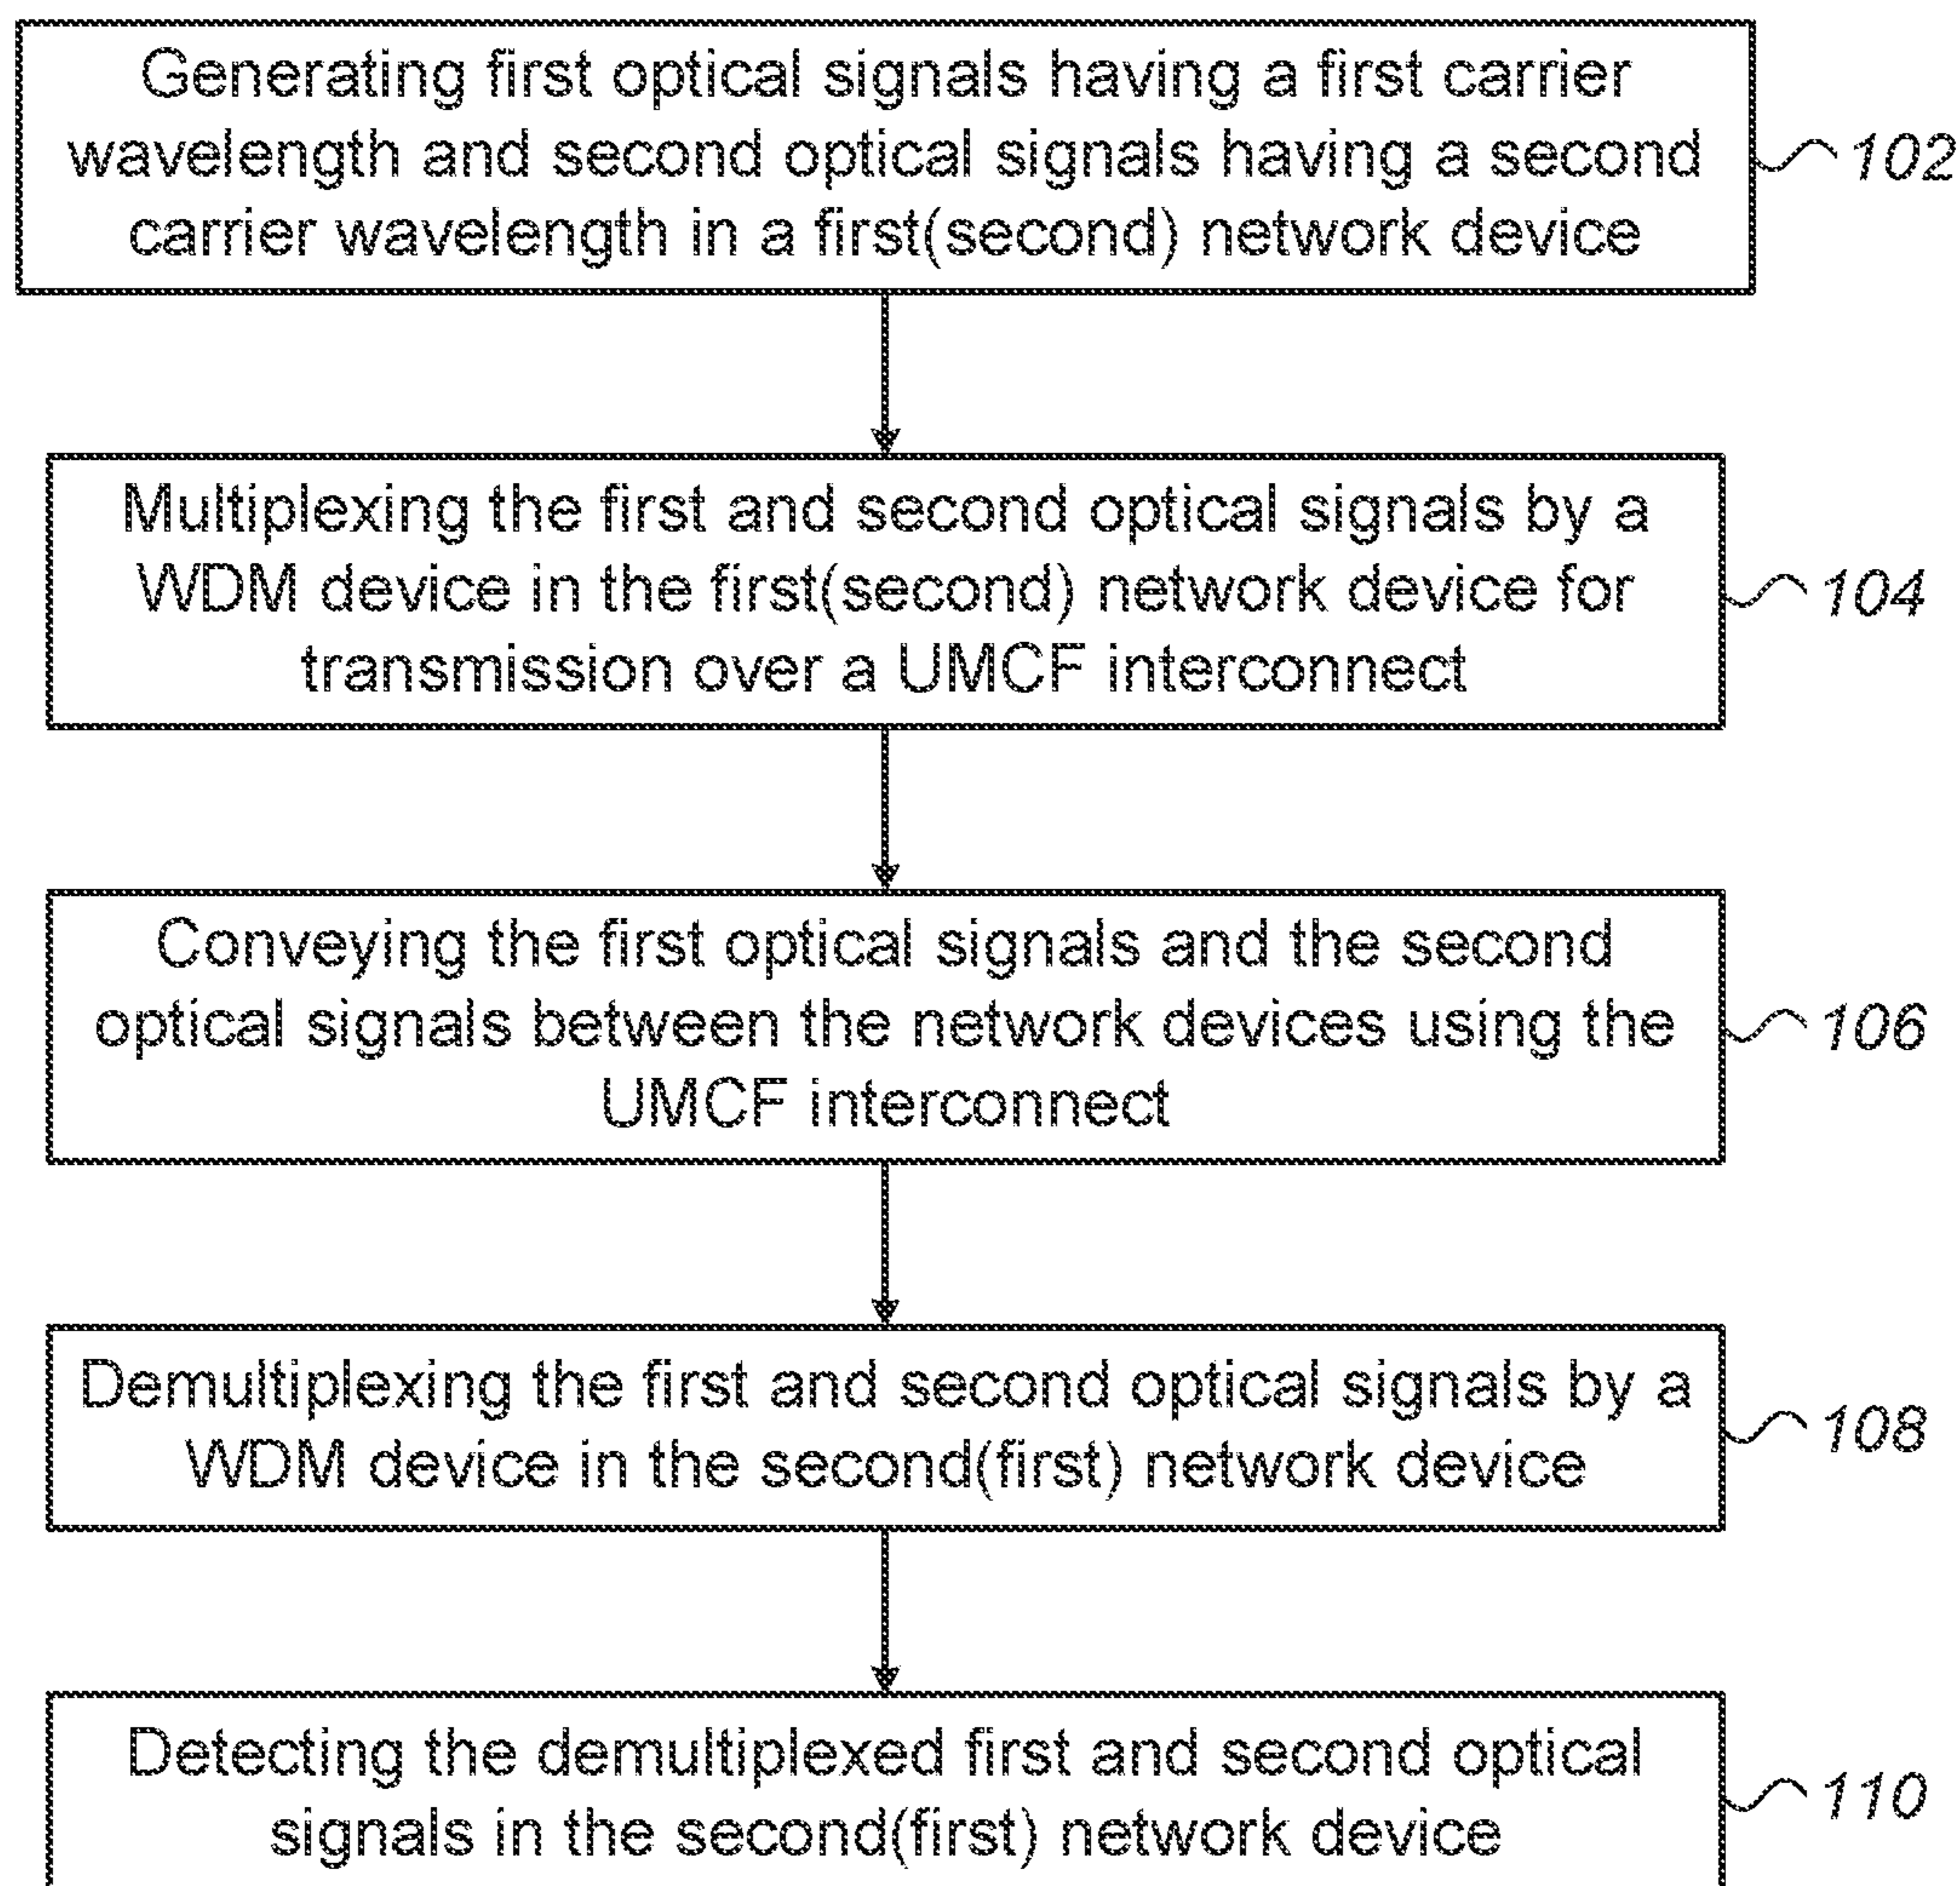 Generating first optical signals having a first carrier
wavelength and second optical signals having a second
carrier wavelength in a first(second) network device
102
Multiplexing the first and second optical signals by a
WDM device in the first(second) network device for
transmission over a UMCF interconnect
104
Conveying the first optical signals and the second
optical signals between the network devices using the
UMCF interconnect
106
Demultiplexing the first and second optical signals by a
WDM device in the second(first) network device
108
Detecting the demultiplexed first and second optical
signals in the second(first) network device
110